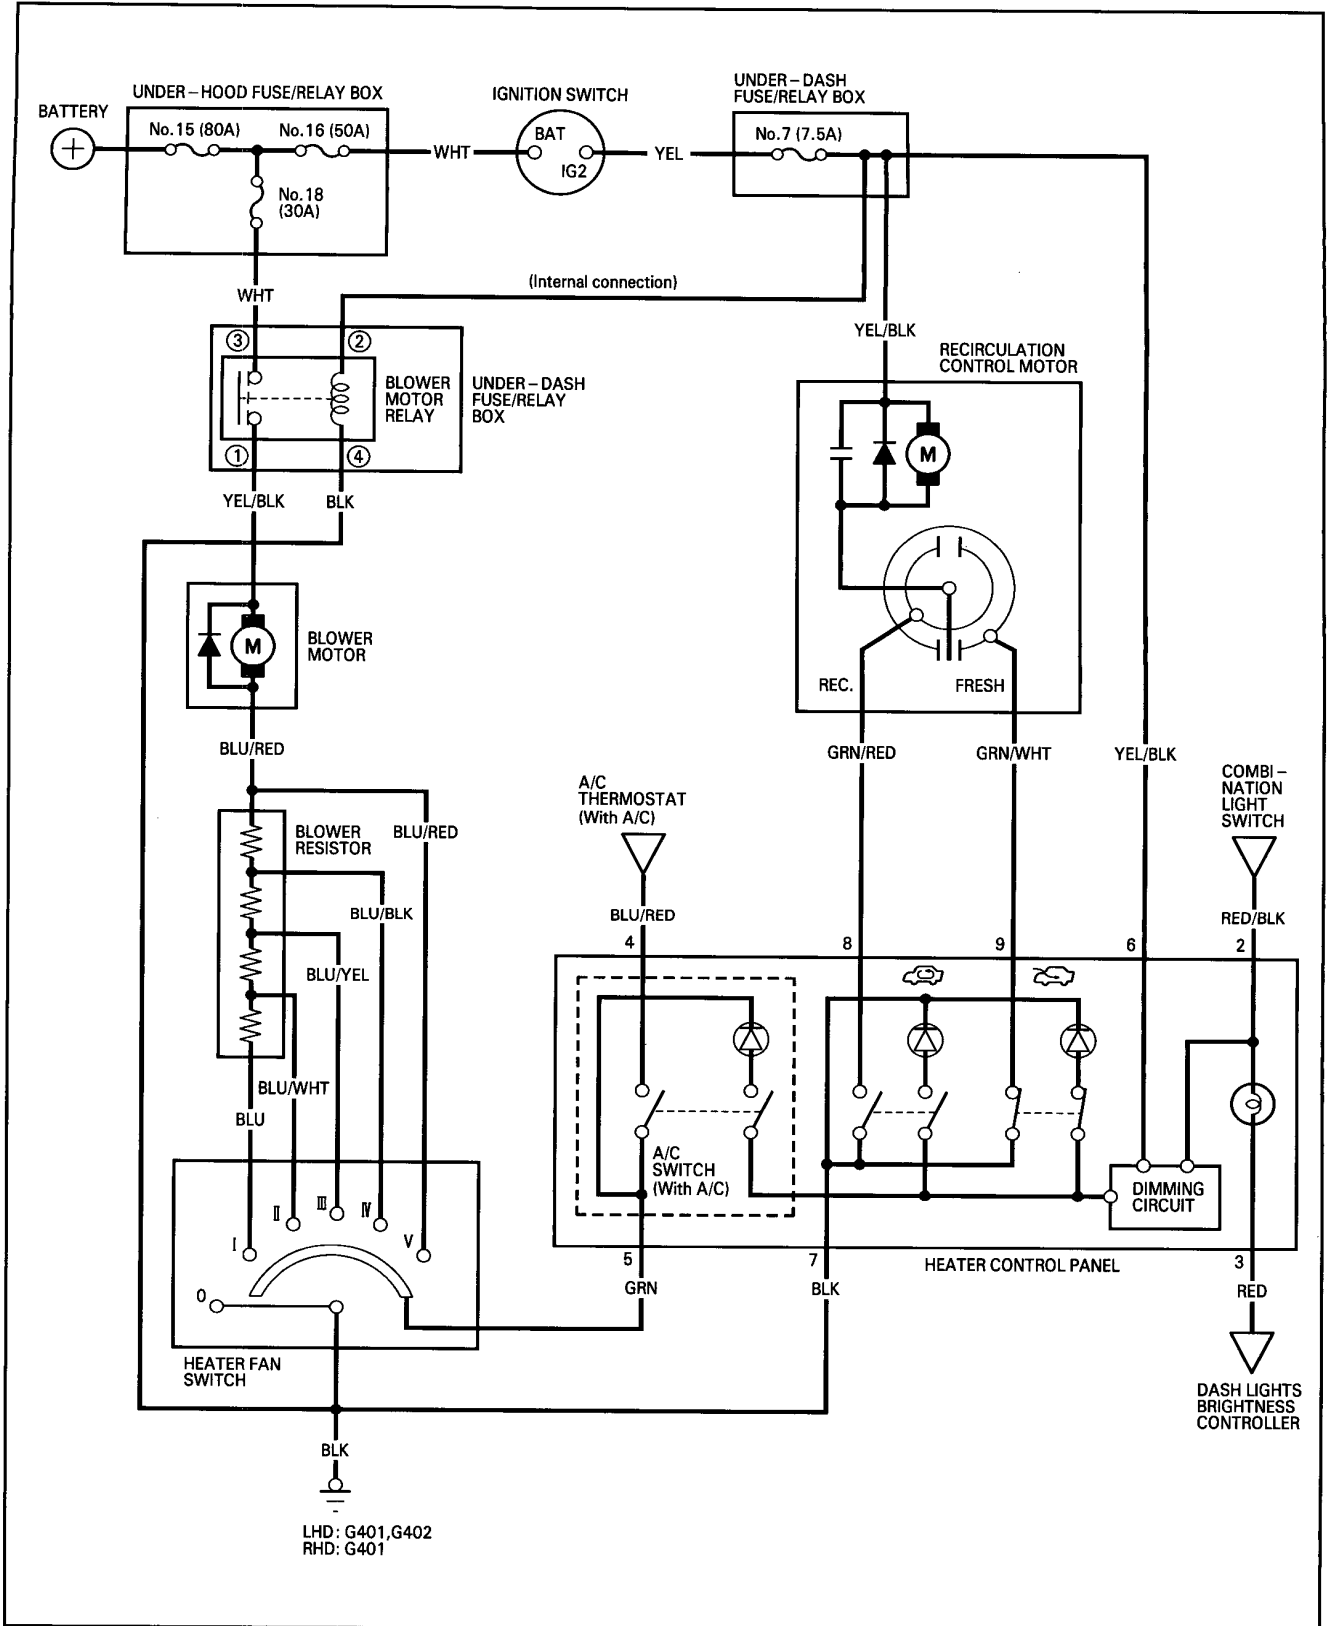 UNDER-HOOD FUSE/RELAY BOX
BATTERY
+
No.15 (80A)
No.16 (50A)
No.18
(30A)
WHT
IGNITION SWITCH
BAT
IG2
YEL
UNDER-DASH
FUSE/RELAY BOX
No.7 (7.5A)
(Internal connection)
WHT
3
2
BLOWER
MOTOR
RELAY
UNDER-DASH
FUSE/RELAY
BOX
1
4
YEL/BLK
BLK
YEL/BLK
RECIRCULATION
CONTROL MOTOR
M
REC.
FRESH
M
BLOWER
MOTOR
BLU/RED
GRN/RED
GRN/WHT
YEL/BLK
COMBI-
NATION
LIGHT
SWITCH
A/C
THERMOSTAT
(With A/C)
BLOWER
RESISTOR
BLU/RED
BLU/BLK
BLU/YEL
BLU/WHT
BLU
BLU/RED
RED/BLK
4
8
9
6
2
A/C
SWITCH
(With A/C)
DIMMING
CIRCUIT
I
II
III
IV
V
0
5
7
HEATER CONTROL PANEL
3
GRN
BLK
RED
HEATER FAN
SWITCH
DASH LIGHTS
BRIGHTNESS
CONTROLLER
BLK
LHD: G401,G402
RHD: G401